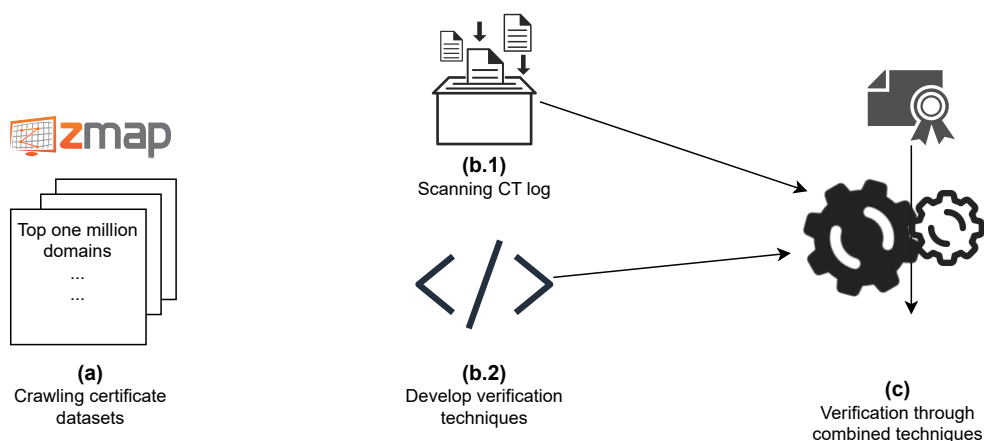 zmap
Top one million
domains
...
...
(a)
Crawling certificate
datasets
(b.1)
Scanning CT log
(b.2)
Develop verification
techniques
(c)
Verification through
combined techniques